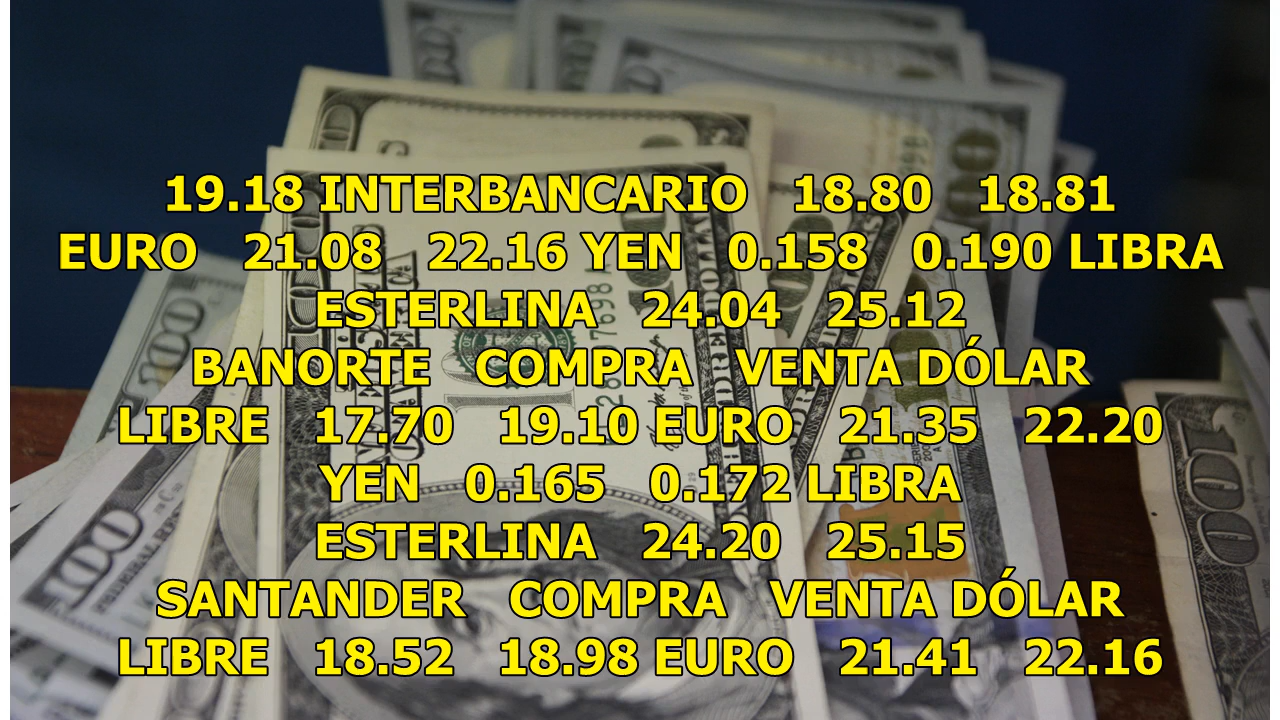 19.18 INTERBANCARIO 18.80 18.81
EURO 21.08 22.16 YEN 0.158 0.190 LIBRA
ESTERLINA 24.04 25.12
BANORTE COMPRA VENTA DÓLAR
LIBRE 17.70 19.10 EURO 21.35 22.20
YEN 0.165 0.172 LIBRA
ESTERLINA 24.20 25.15
SANTANDER COMPRA VENTA DÓLAR
LIBRE 18.52 18.98 EURO 21.41 22.16
100
100
100